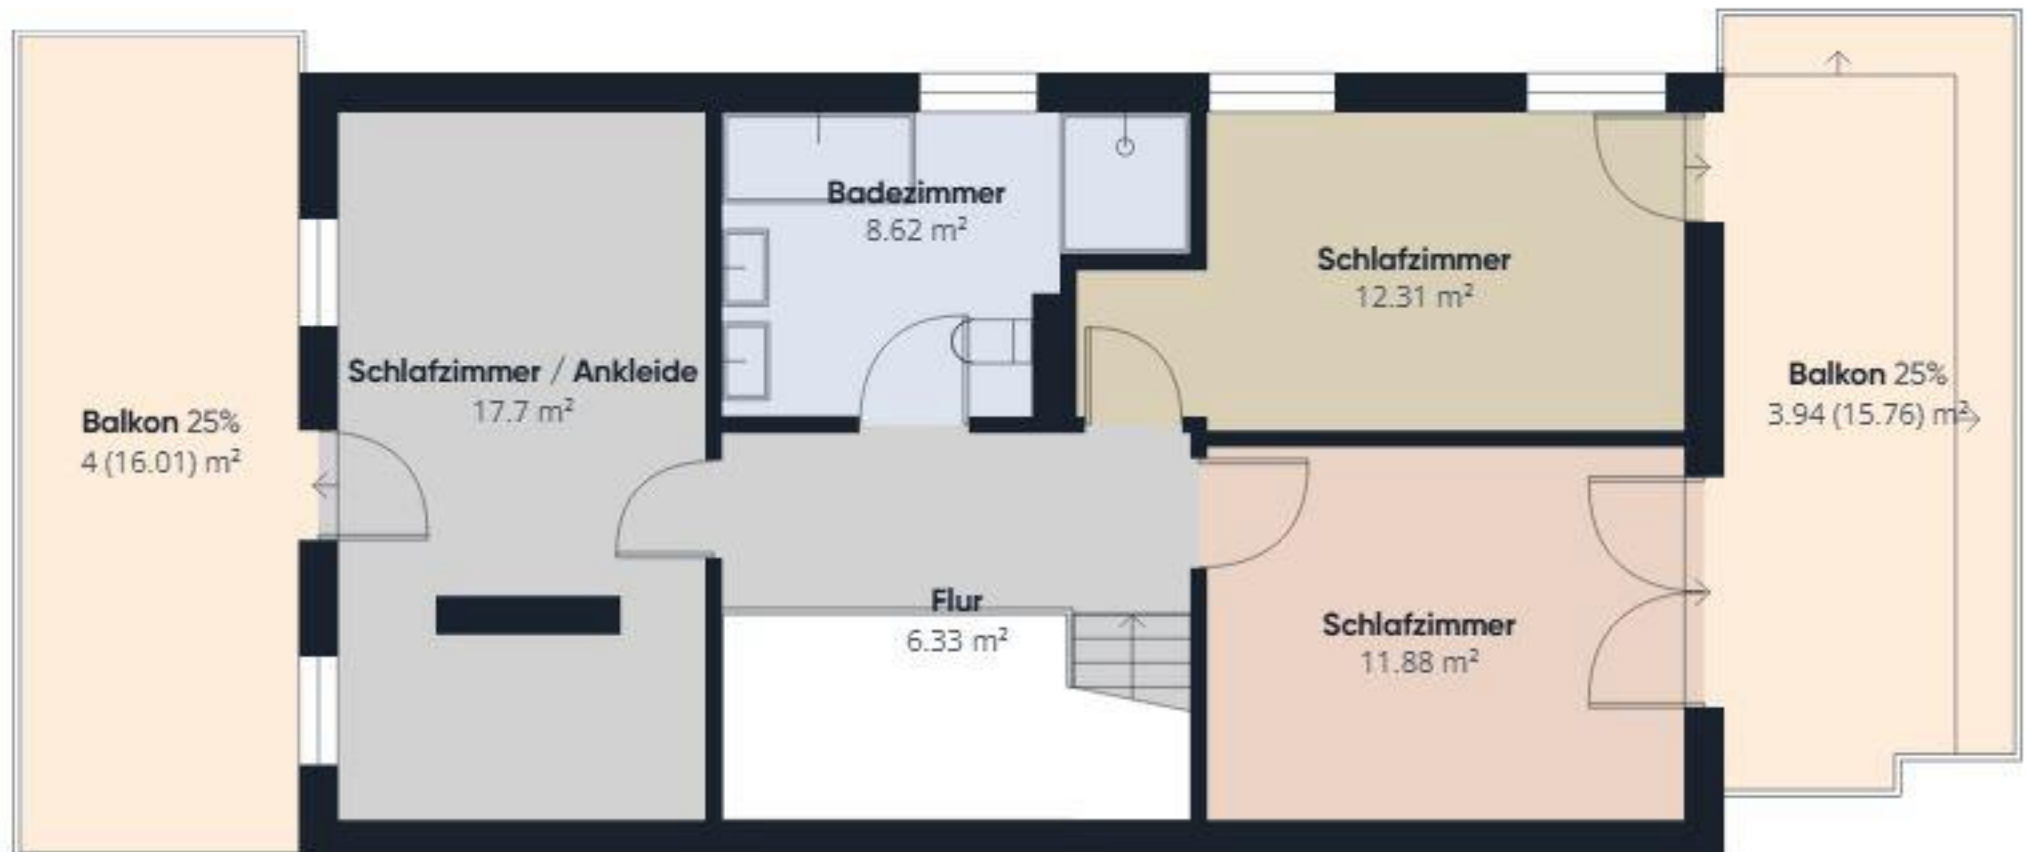 Balkon 25%
4 (16.01) m²
Schlafzimmer / Ankleide
17.7 m²
Badezimmer
8.62 m²
Flur
6.33 m²
Schlafzimmer
12.31 m²
Schlafzimmer
11.88 m²
Balkon 25%
3.94 (15.76) m²